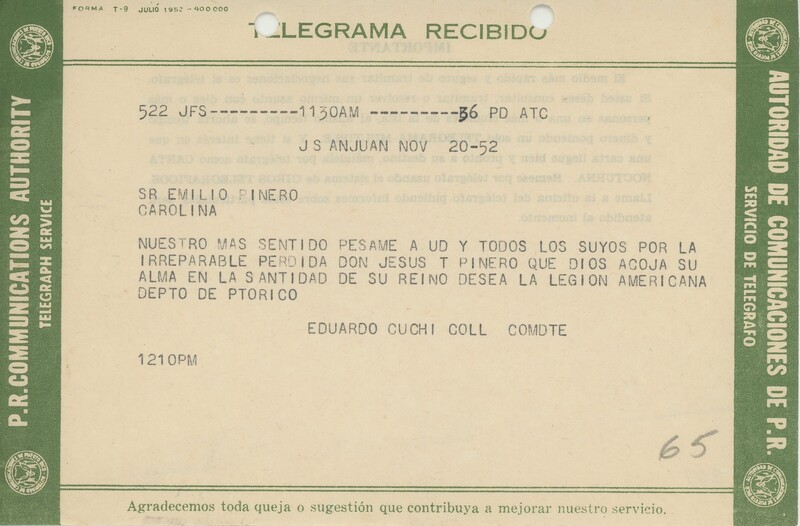 FORMA T-9 JULIO 1952-400000
TELEGRAMA RECIBIDO
522 JFS---------1130AM ---------36 PD ATC
JS ANJUAN NOV 20-52
SR EMILIO PINERO
CAROLINA
NUESTRO MAS SENTIDO PESAME A UD Y TODOS LOS SUYOS POR LA
IRREPARABLE PERDIDA DON JESUS T PINERO QUE DIOS ACOJA SU
ALMA EN LA SANTIDAD DE SU REINO DESEA LA LEGION AMERICANA
DEPTO DE PTORICO
EDUARDO CUCHI COLL COMDTE
1210PM
65
Agradecemos toda queja o sugestión que contribuya a mejorar nuestro servicio.
P.R. COMMUNICATIONS AUTHORITY
TELEGRAPH SERVICE
AUTORIDAD DE COMUNICACIONES DE P.R.
SERVICIO DE TELEGRAFO